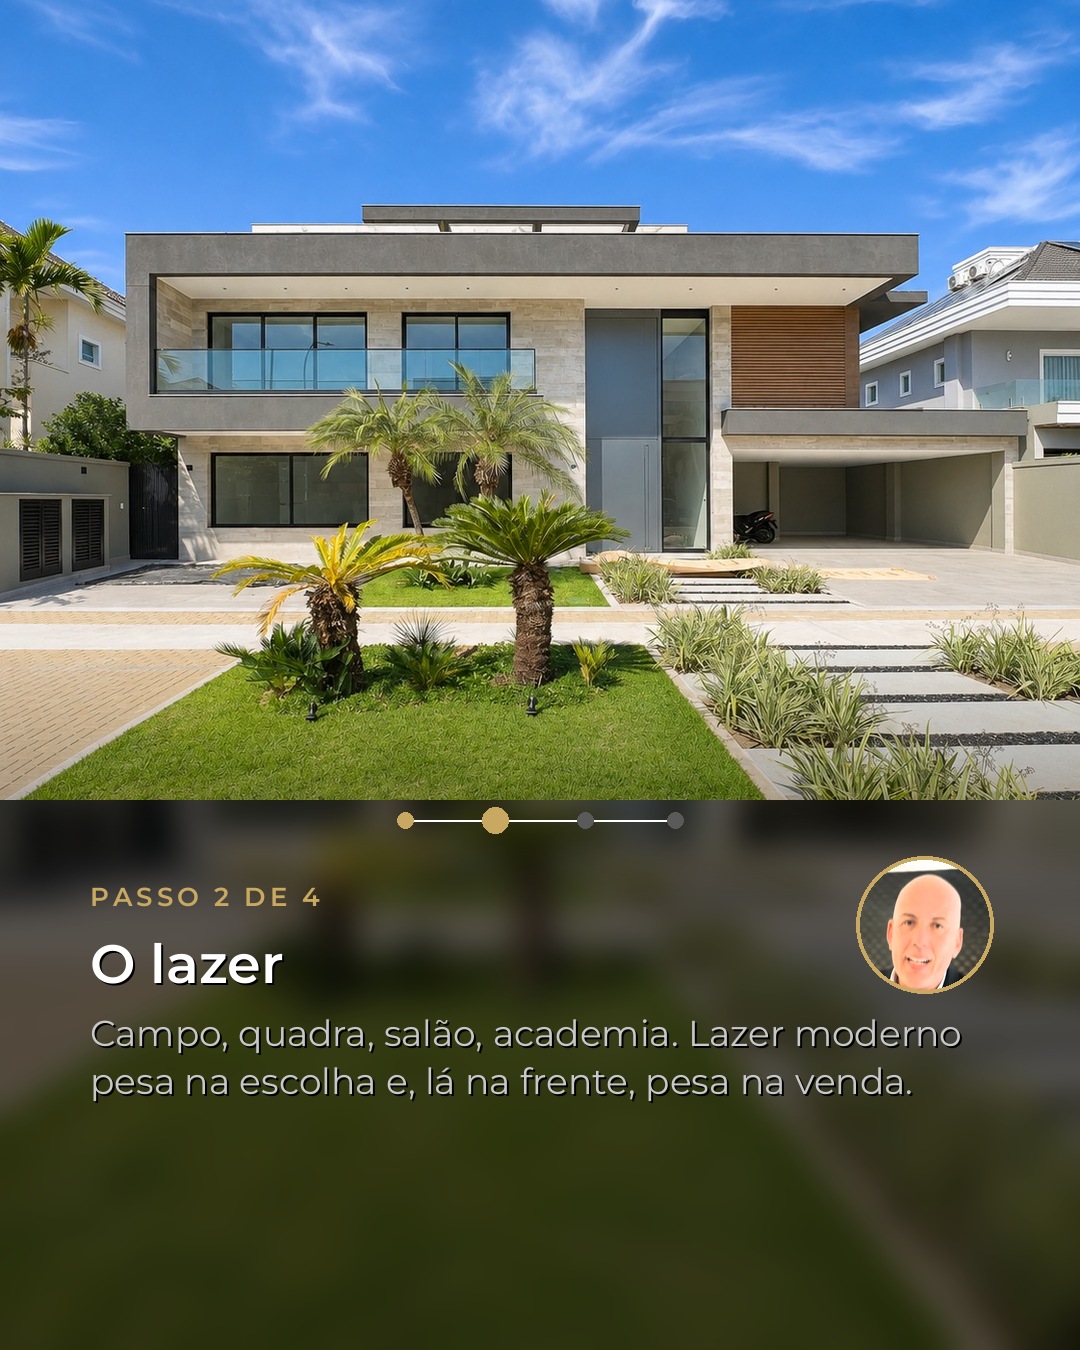 PASSO 2 DE 4
O lazer
Campo, quadra, salão, academia. Lazer moderno
pesa na escolha e, lá na frente, pesa na venda.